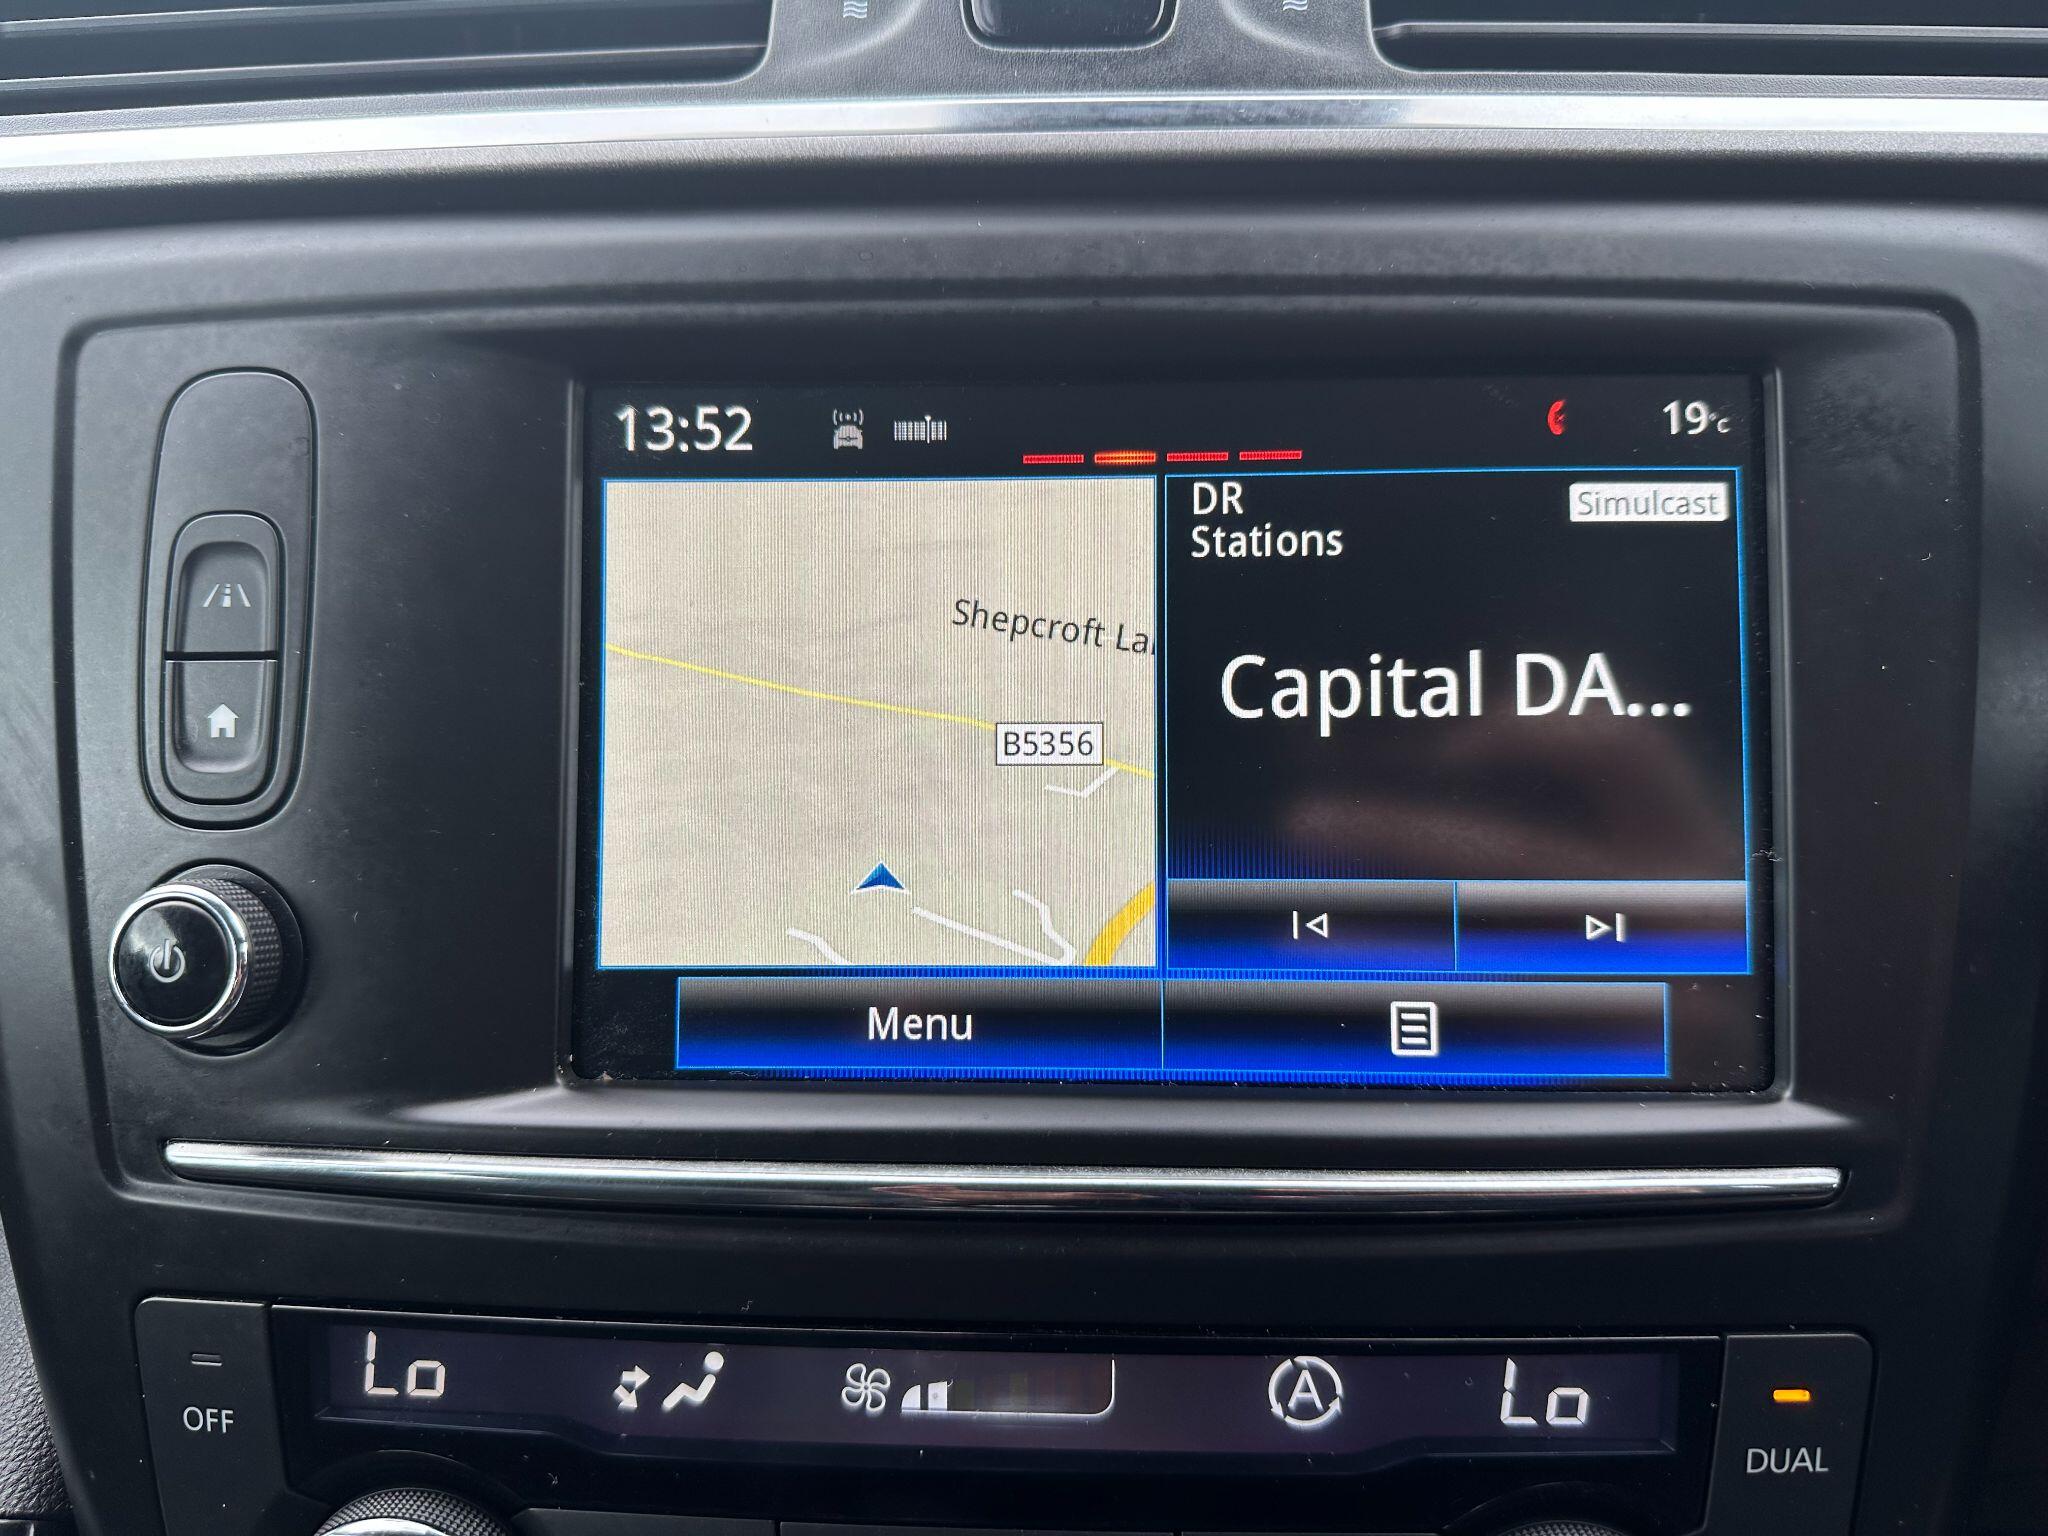 13:52
19°C
DR
Stations
Simulcast
Shepcroft La
B5356
Capital DA...
Menu
OFF
Lo
A
Lo
DUAL